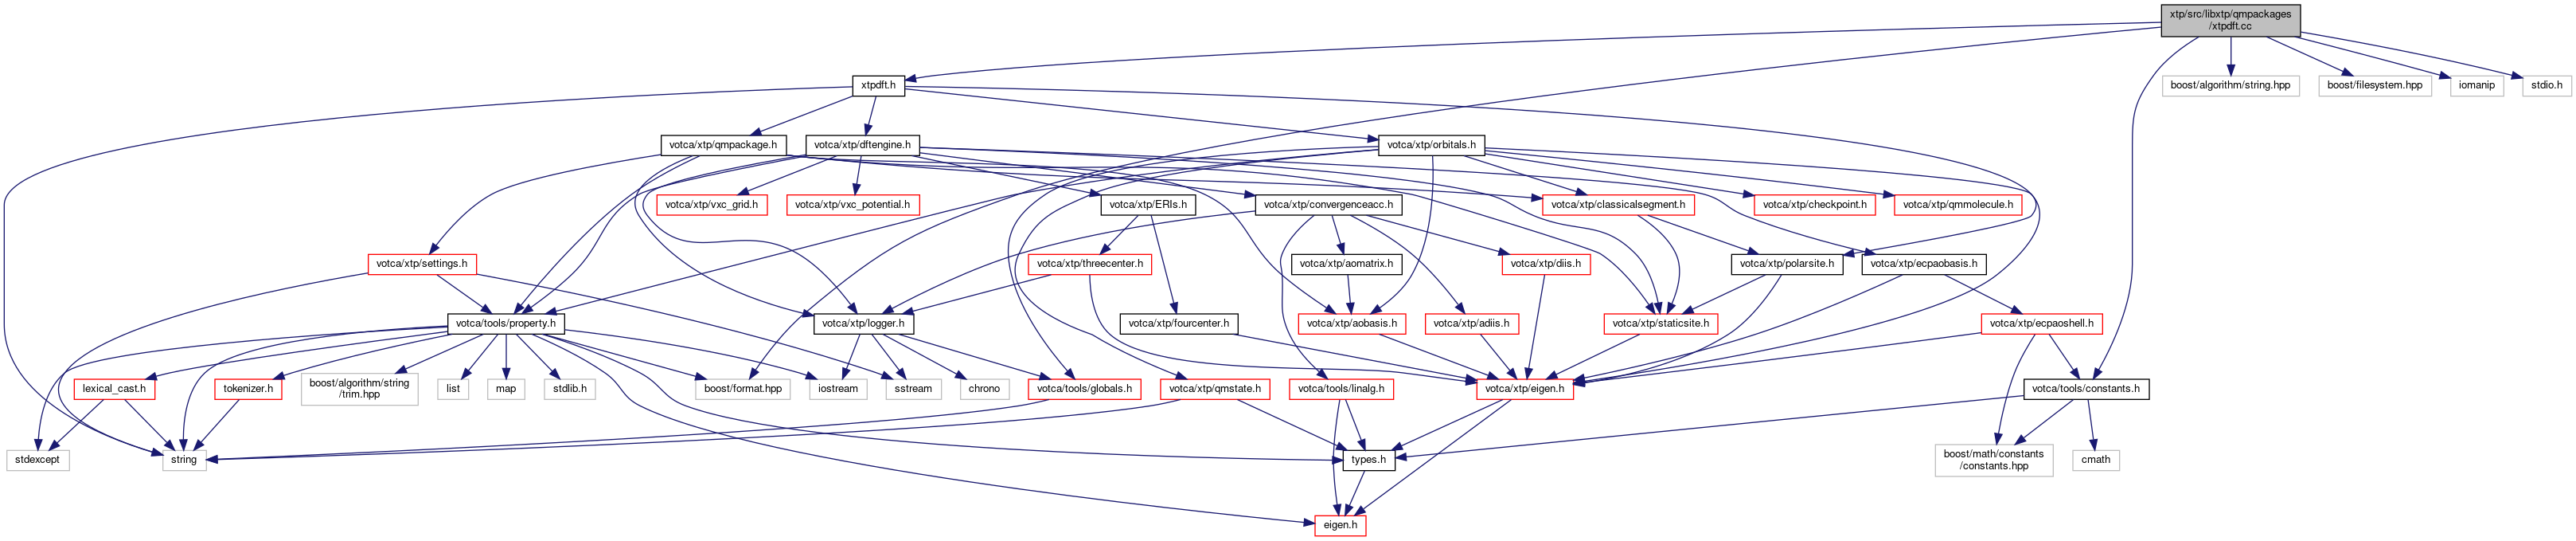 xtp/src/libxtp/qmpackages
/xtpdft.cc
xtpdft.h
boost/algorithm/string.hpp
boost/filesystem.hpp
iomanip
stdio.h
votca/xtp/qmpackage.h
votca/xtp/dftengine.h
votca/xtp/orbitals.h
votca/xtp/vxc_grid.h
votca/xtp/vxc_potential.h
votca/xtp/ERIs.h
votca/xtp/convergenceacc.h
votca/xtp/classicalsegment.h
votca/xtp/checkpoint.h
votca/xtp/qmmolecule.h
votca/xtp/settings.h
votca/xtp/threecenter.h
votca/xtp/aomatrix.h
votca/xtp/diis.h
votca/xtp/polarsite.h
votca/xtp/ecpaobasis.h
votca/tools/property.h
votca/xtp/logger.h
votca/xtp/fourcenter.h
votca/xtp/aobasis.h
votca/xtp/adiis.h
votca/xtp/staticsite.h
votca/xtp/ecpaoshell.h
lexical_cast.h
tokenizer.h
boost/algorithm/string
/trim.hpp
list
map
stdlib.h
boost/format.hpp
iostream
sstream
chrono
votca/tools/globals.h
votca/xtp/qmstate.h
votca/tools/linalg.h
votca/xtp/eigen.h
votca/tools/constants.h
stdexcept
string
types.h
boost/math/constants
/constants.hpp
cmath
eigen.h